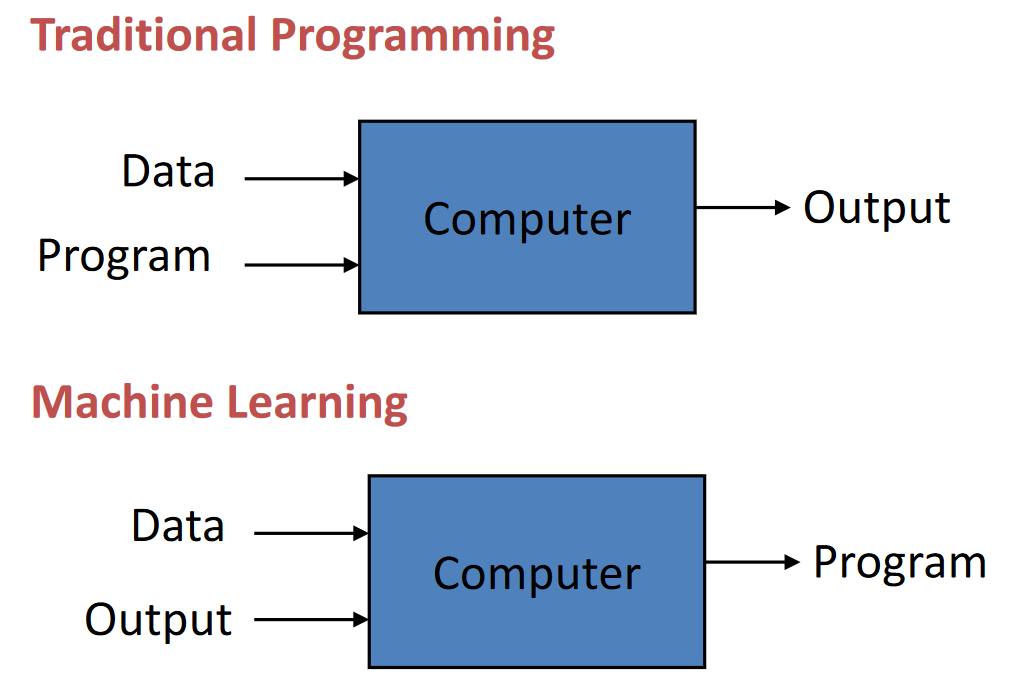 Traditional Programming
Data
Program
Computer
Output
Machine Learning
Data
Output
Computer
Program